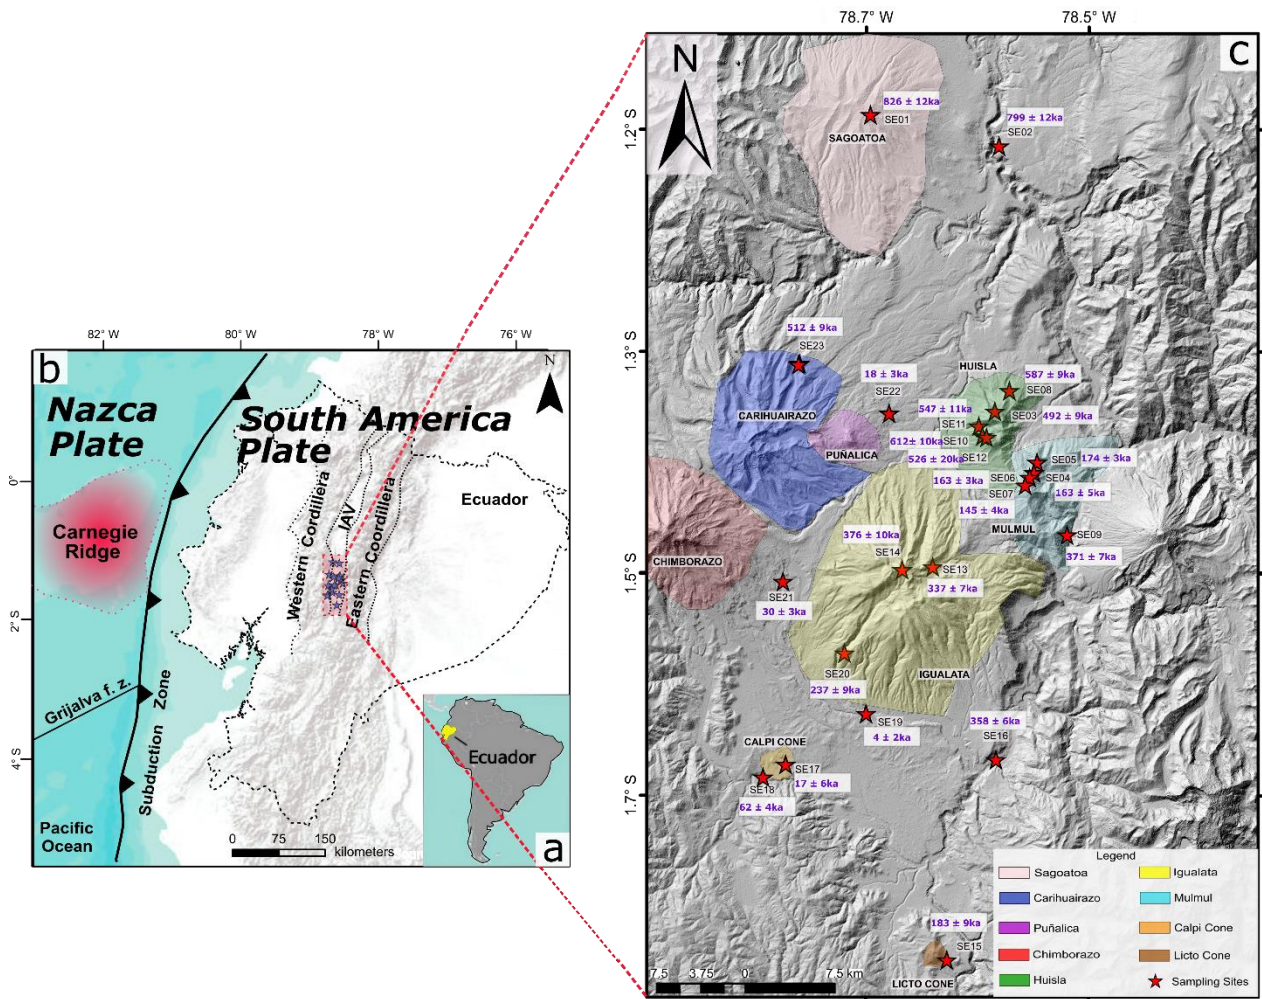 82 W
80° W
78° W
76° W
b
N
Nazca
Plate
South America
Plate
0°
2°S
4°S
Carnegie
Ridge
Western Cordillera
IAV
Eastern Coordillera
Ecuador
Grijalva f. z.
Subduction Zone
Pacific
Ocean
0 75 150
kilometers
Ecuador
a
78.7° W
78.5° W
N
c
1.2° S
1.3° S
1.5° S
1.7° S
826 ± 12ka
SE01
SAGOATOA
799 ± 12ka
SE02
512 ± 9ka
SE23
CARIHUAIRAZO
18 ± 3ka
SE22
PUÑALICA
HUISLA
587 ± 9ka
SE08
547 ± 11ka
SE03
492 ± 9ka
SE11
612± 10ka
SE10
526 ± 20ka
SE12
SE05
174 ± 3ka
163 ± 3ka
SE06
SE04
163 ± 5ka
SE07
145 ± 4ka
MULMUL
SE09
371 ± 7ka
CHIMBORAZO
376 ± 10ka
SE14
SE13
337 ± 7ka
SE21
30 ± 3ka
SE20
IGUALATA
237 ± 9ka
SE19
4 ± 2ka
358 ± 6ka
SE16
CALPI CONE
SE17
17 ± 6ka
SE18
62 ± 4ka
183 ± 9ka
SE15
LICTO CONE
7.5 3.75 0 7.5 km
Legend
Sagoatoa
Carihuairazo
Puñalica
Chimborazo
Huisla
Igualata
Mulmul
Calpi Cone
Licto Cone
Sampling Sites